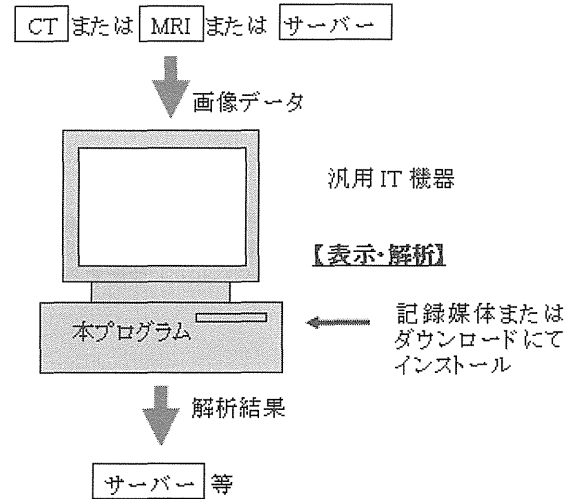 CT または MRI または サーバー
画像データ
汎用 IT 機器
【表示・解析】
本プログラム
記録媒体または
ダウンロードにて
インストール
解析結果
サーバー 等